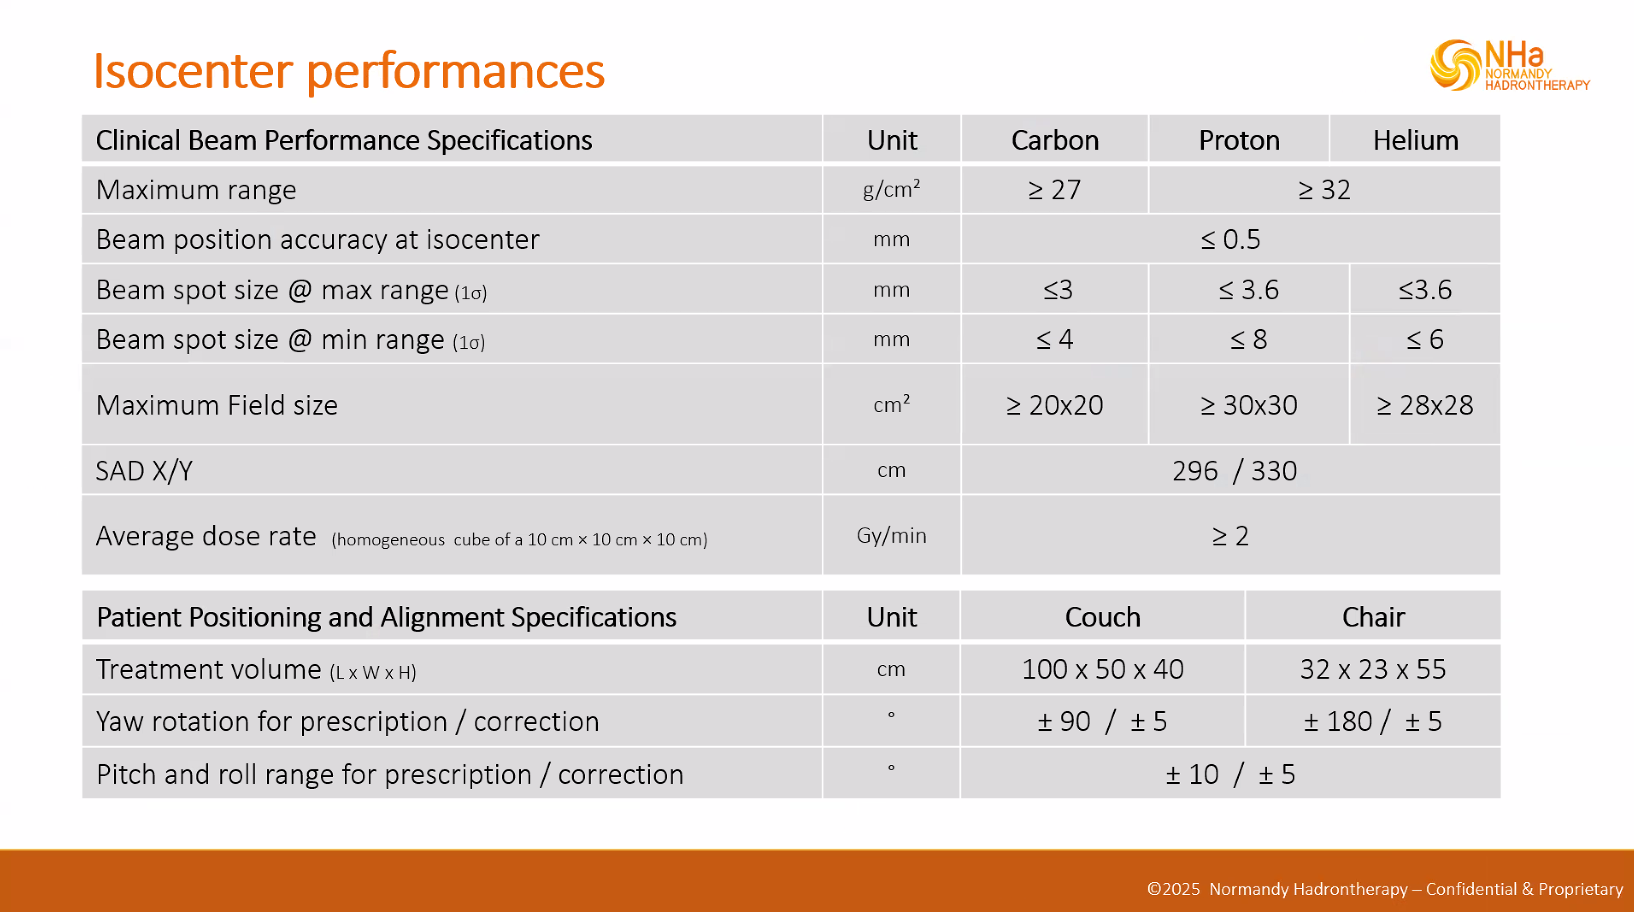 Isocenter performances
NHa
NORMANDY
HADRONTHERAPY
Clinical Beam Performance Specifications Unit Carbon Proton Helium
Maximum range g/cm² ≥ 27 ≥ 32
Beam position accuracy at isocenter mm ≤ 0.5
Beam spot size @ max range (1σ) mm ≤3 ≤ 3.6 ≤3.6
Beam spot size @ min range (1σ) mm ≤ 4 ≤ 8 ≤ 6
Maximum Field size cm² ≥ 20x20 ≥ 30x30 ≥ 28x28
SAD X/Y cm 296 / 330
Average dose rate (homogeneous cube of a 10 cm × 10 cm × 10 cm) Gy/min ≥ 2
Patient Positioning and Alignment Specifications Unit Couch Chair
Treatment volume (L x W x H) cm 100 x 50 x 40 32 x 23 x 55
Yaw rotation for prescription / correction ° ± 90 / ± 5 ± 180 / ± 5
Pitch and roll range for prescription / correction ° ± 10 / ± 5
©2025 Normandy Hadrontherapy – Confidential & Proprietary